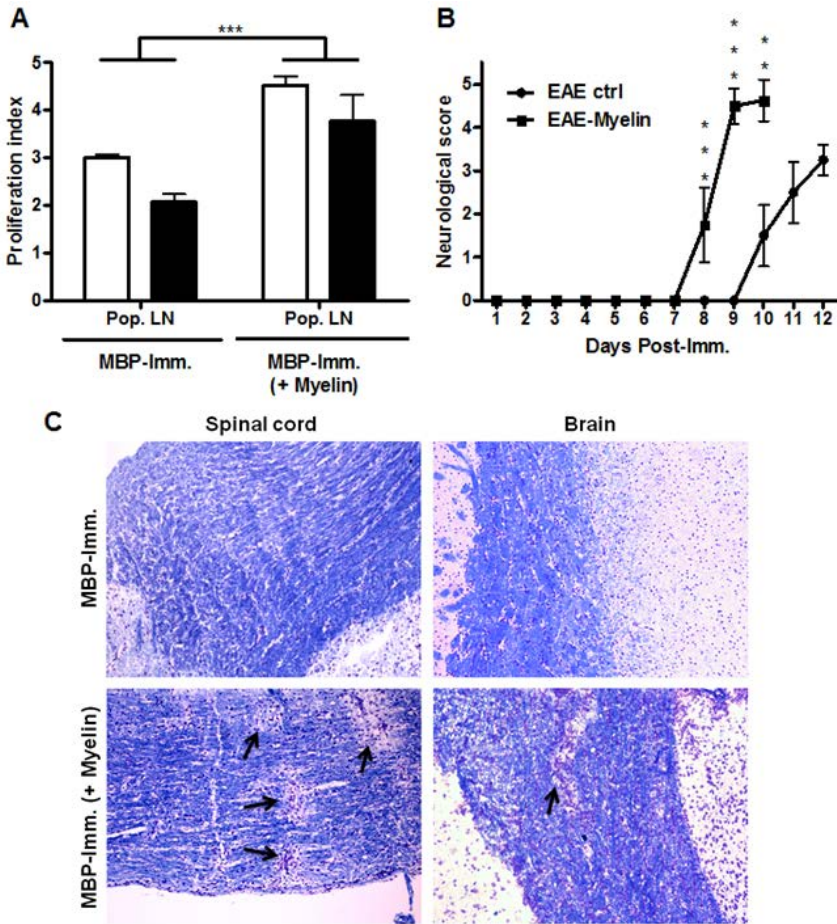 A
***
Proliferation index
5
4
3
2
1
0
Pop. LN
Pop. LN
MBP-Imm.
MBP-Imm.
(+ Myelin)
B
EAE ctrl
EAE-Myelin
* * *
* * *
* *
Neurological score
5
4
3
2
1
0
1 2 3 4 5 6 7 8 9 10 11 12
Days Post-Imm.
C
Spinal cord
Brain
MBP-Imm.
MBP-Imm. (+ Myelin)